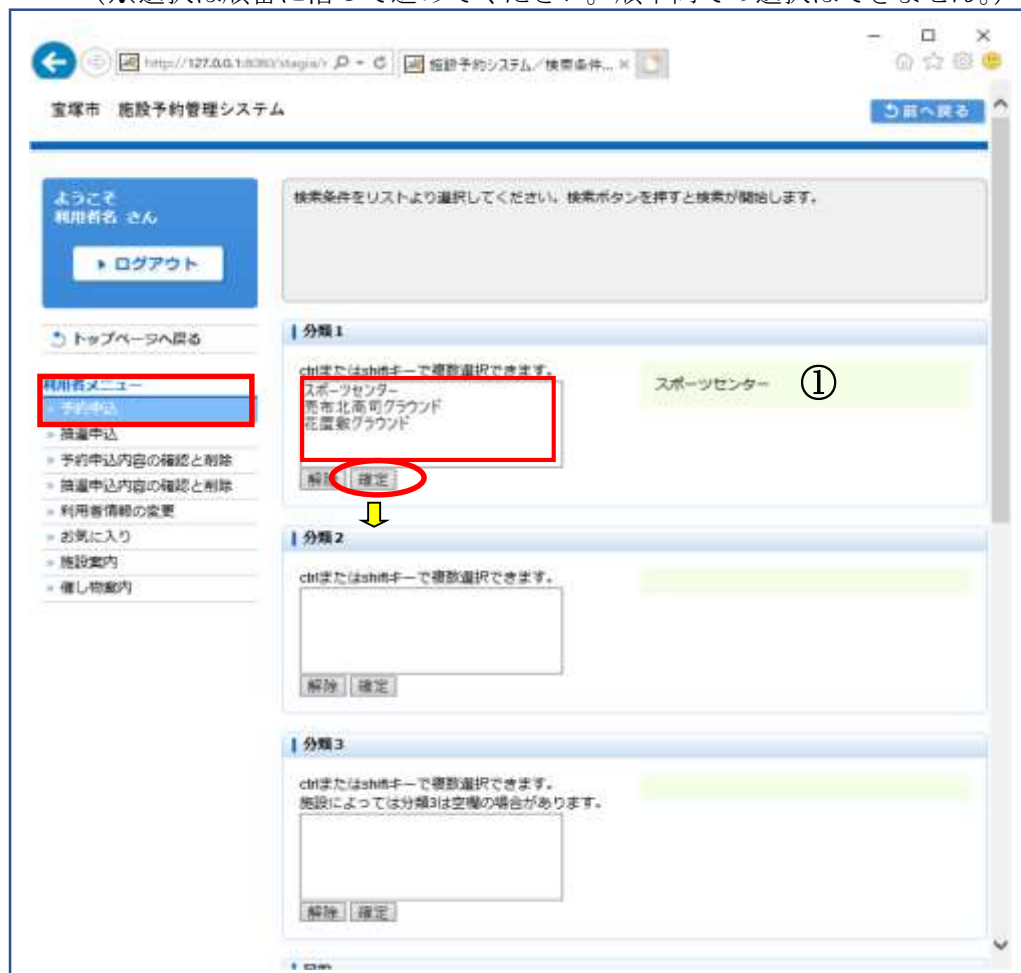 (※選択は順番に沿って進めてください。順不同での選択はできません。)
http://127.0.0.1:8080/stagia/
施設予約システム/検索条件...
宝塚市 施設予約管理システム
前へ戻る
ようこそ
利用者名 さん
ログアウト
検索条件をリストより選択してください。検索ボタンを押すと検索が開始します。
トップページへ戻る
利用者メニュー
予約申込
抽選申込
予約申込内容の確認と削除
抽選申込内容の確認と削除
利用者情報の変更
お気に入り
施設案内
催し物案内
分類1
ctrlまたはshiftキーで複数選択できます。
スポーツセンター
売布北高司グラウンド
花屋敷グラウンド
スポーツセンター ①
解除 確定
分類2
ctrlまたはshiftキーで複数選択できます。
解除 確定
分類3
ctrlまたはshiftキーで複数選択できます。
施設によっては分類3は空欄の場合があります。
解除 確定